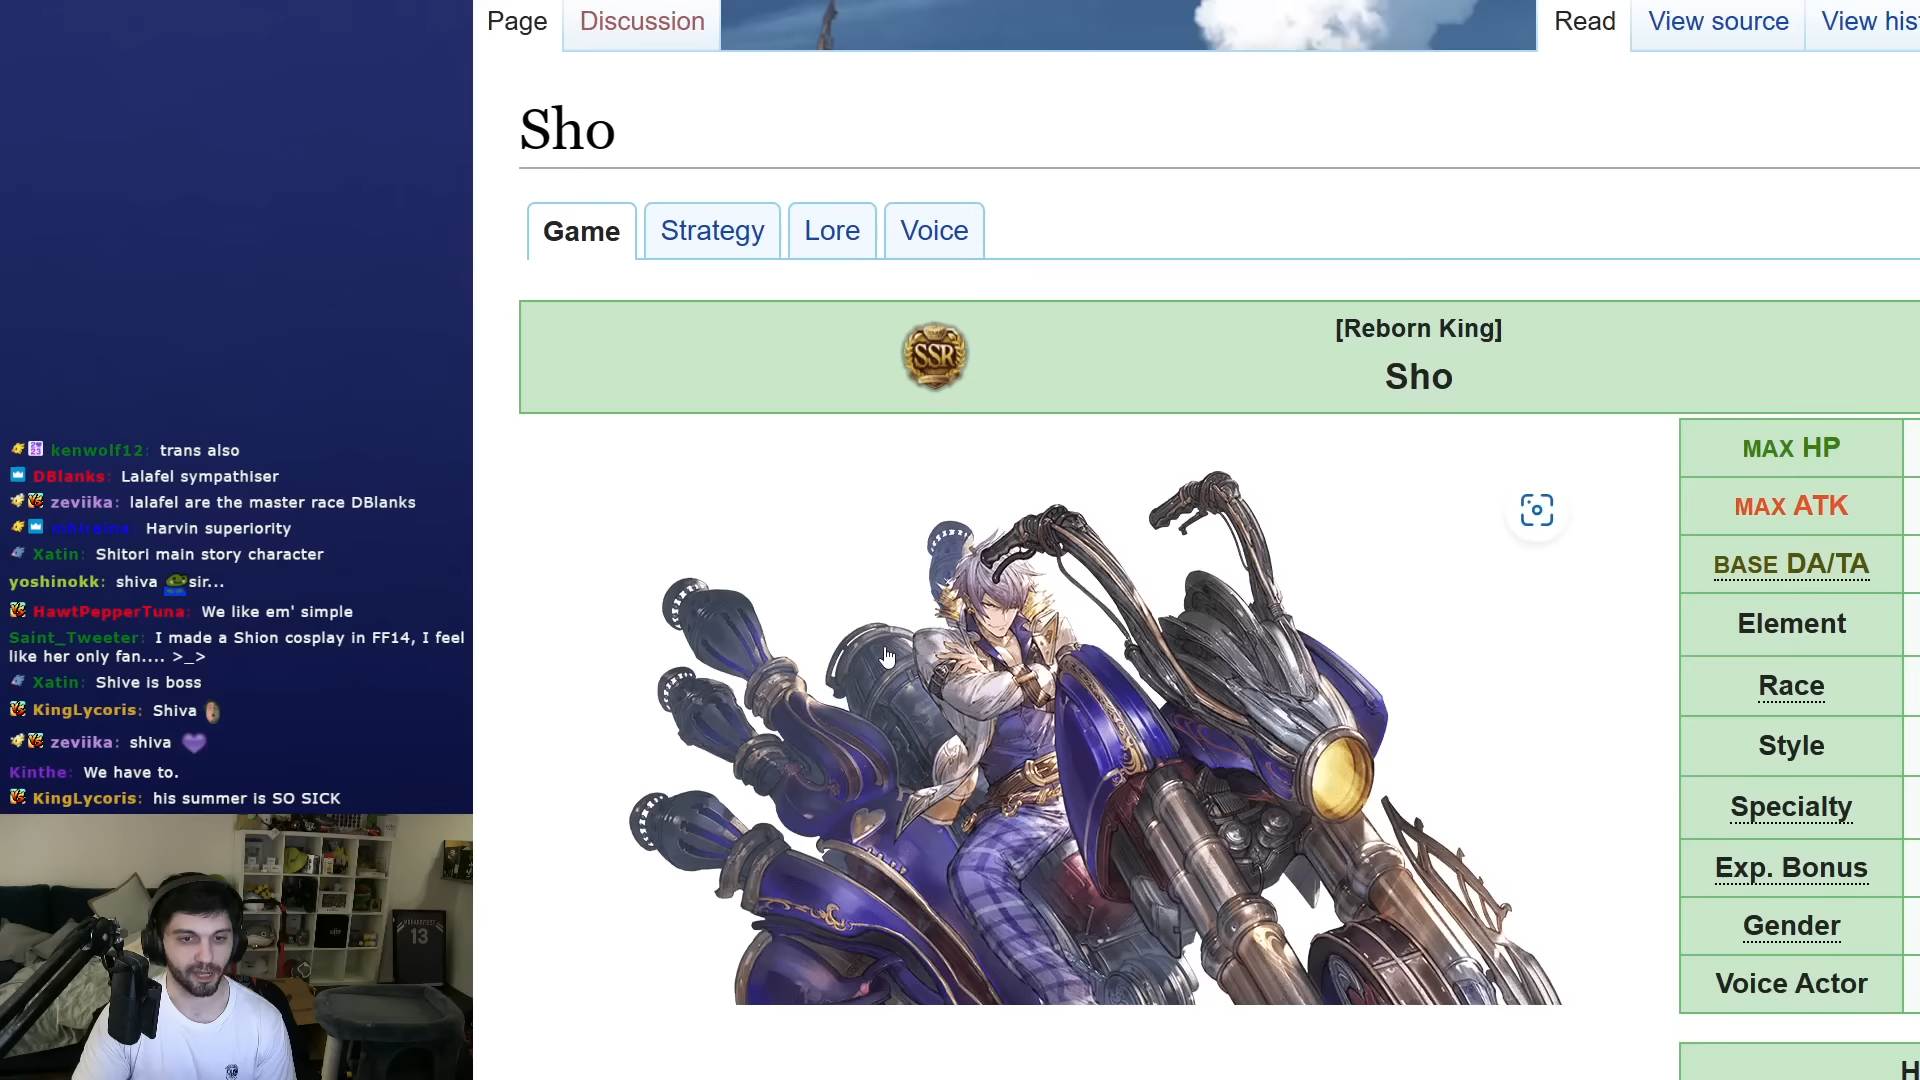 Page
Discussion
Read
View source
View his
Sho
Game
Strategy
Lore
Voice
SSR
[Reborn King]
Sho
MAX HP
MAX ATK
BASE DA/TA
Element
Race
Style
Specialty
Exp. Bonus
Gender
Voice Actor
H
kenwolf12: trans also
DBlanks: Lalafel sympathiser
zeviika: lalafel are the master race DBlanks
Harvin superiority
Xatin: Shitori main story character
yoshinokk: shiva sir...
HawtPepperTuna: We like em' simple
Saint_Tweeter: I made a Shion cosplay in FF14, I feel
like her only fan.... >_>
Xatin: Shive is boss
KingLycoris: Shiva
zeviika: shiva
Kinthe: We have to.
KingLycoris: his summer is SO SICK
13